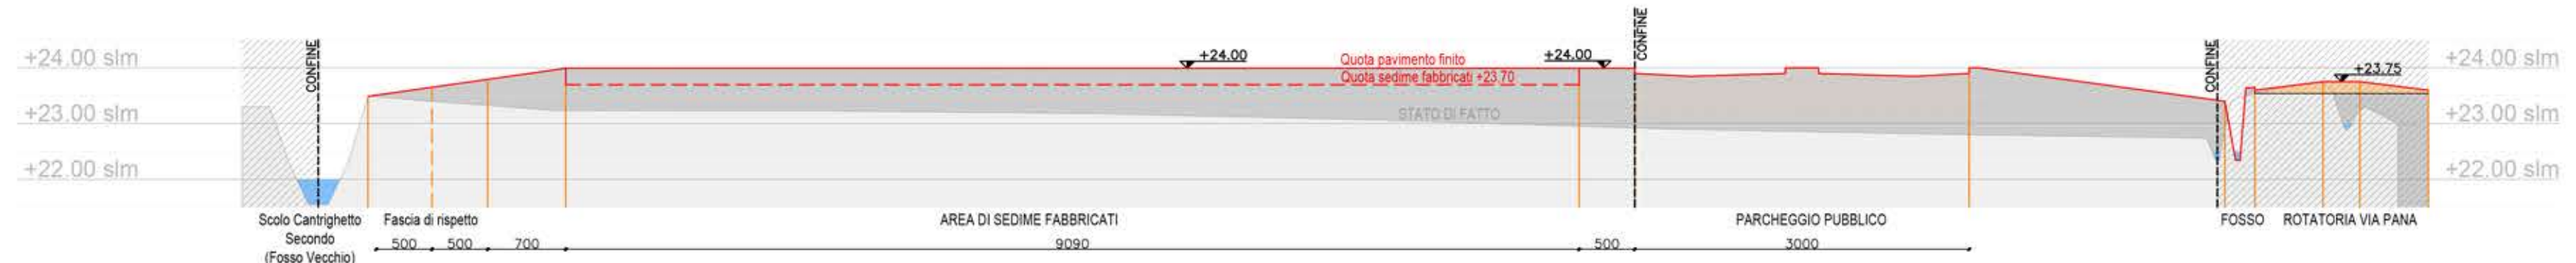 CONFINE
CONFINE
CONFINE
+24.00 slm
+24.00
Quota pavimento finito
+24.00
+24.00 slm
Quota sedime fabbricati +23.70
+23.75
+23.00 slm
STATO DI FATTO
+23.00 slm
+22.00 slm
+22.00 slm
Scolo Cantrighetto
Secondo
(Fosso Vecchio)
Fascia di rispetto
AREA DI SEDIME FABBRICATI
PARCHEGGIO PUBBLICO
FOSSO
ROTATORIA VIA PANA
500
500
700
9090
500
3000